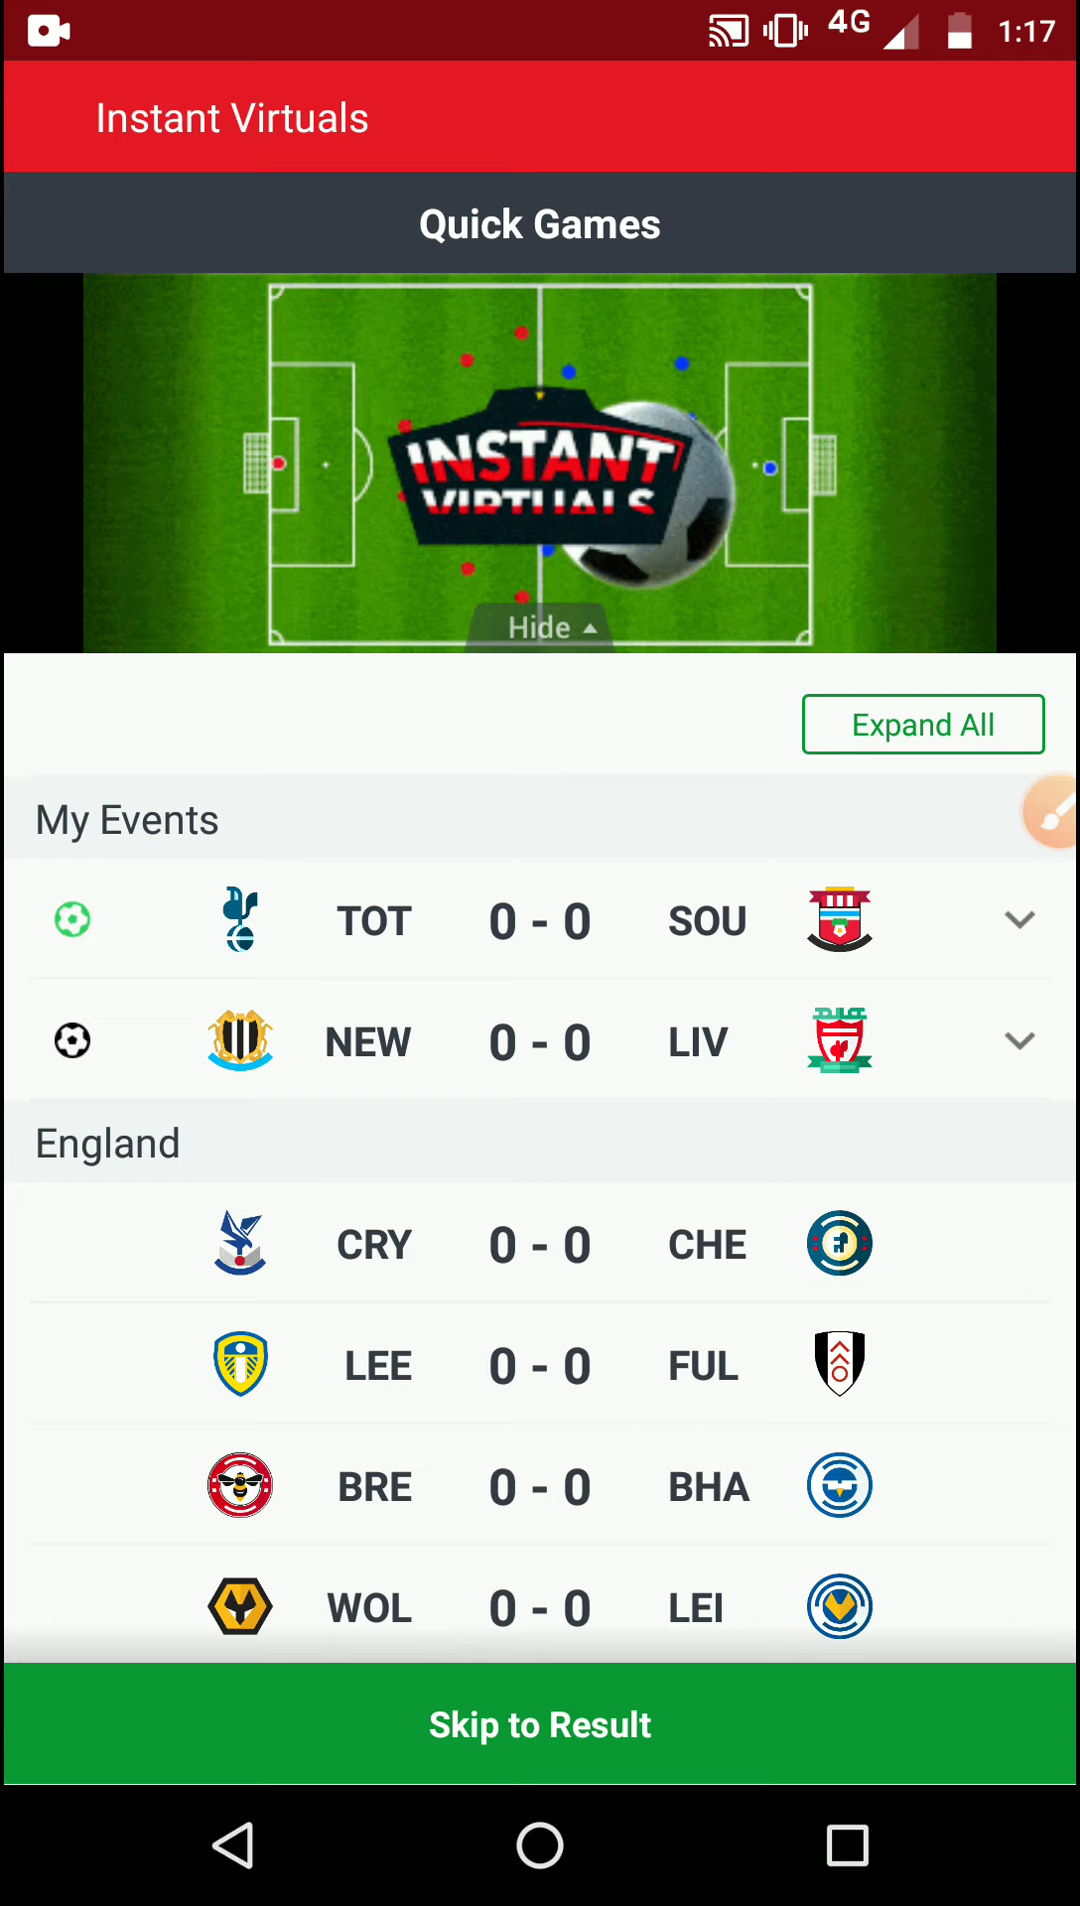 4G 1:17
Instant Virtuals
Quick Games
INSTANT
VIRTUALS
Hide
Expand All
My Events
TOT 0 - 0 SOU
NEW 0 - 0 LIV
England
CRY 0 - 0 CHE
LEE 0 - 0 FUL
BRE 0 - 0 BHA
WOL 0 - 0 LEI
Skip to Result